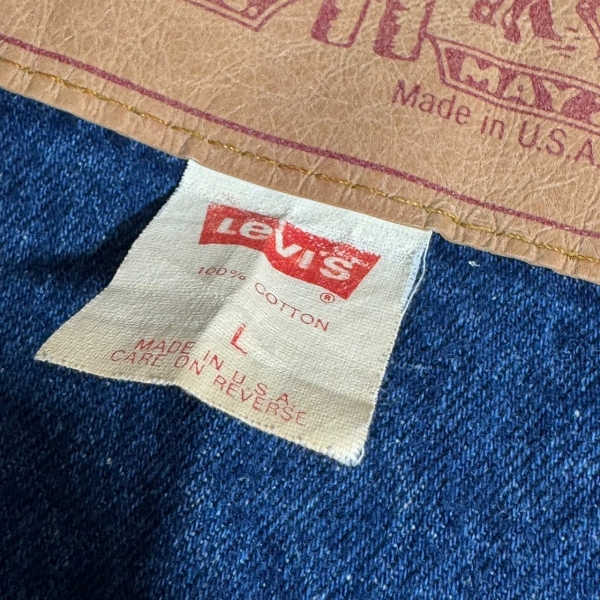 MAY
Made in U.S.A.
Levi's
®
100% COTTON
L
MADE IN U.S.A.
CARE ON REVERSE